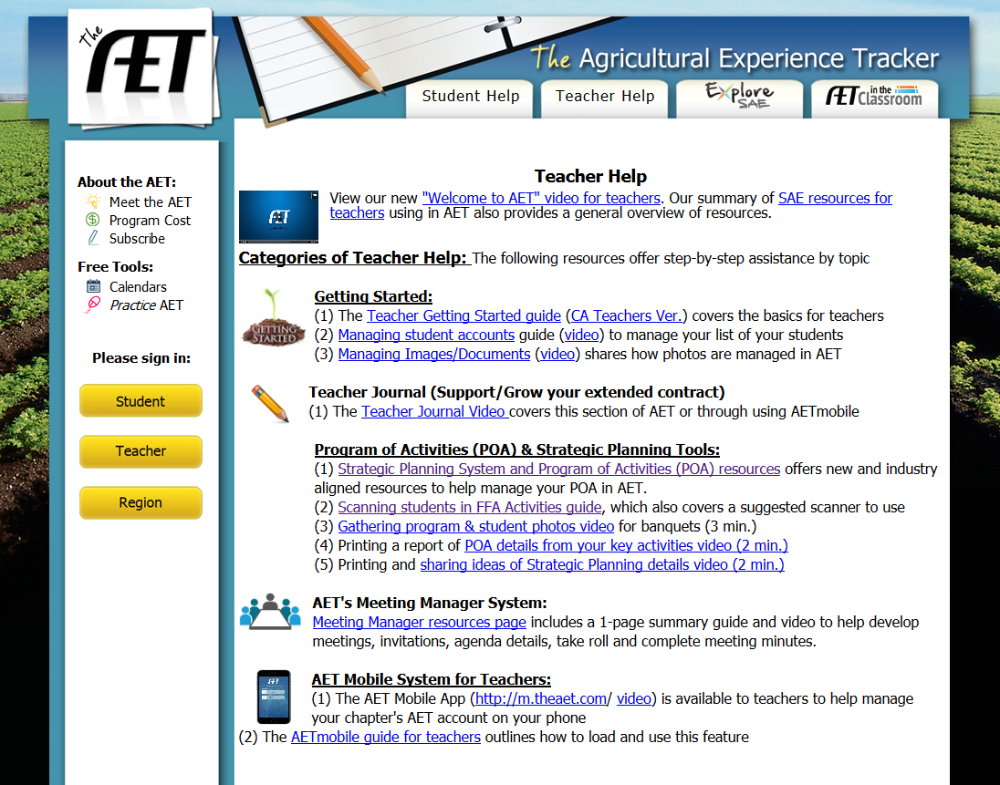 The AET
The Agricultural Experience Tracker
Student Help
Teacher Help
Explore SAE
AET in the Classroom
About the AET:
Meet the AET
Program Cost
Subscribe
Free Tools:
Calendars
Practice AET
Please sign in:
Student
Teacher
Region
Teacher Help
AET
View our new "Welcome to AET" video for teachers. Our summary of SAE resources for
teachers using in AET also provides a general overview of resources.
Categories of Teacher Help: The following resources offer step-by-step assistance by topic
GETTING
STARTED
Getting Started:
(1) The Teacher Getting Started guide (CA Teachers Ver.) covers the basics for teachers
(2) Managing student accounts guide (video) to manage your list of your students
(3) Managing Images/Documents (video) shares how photos are managed in AET
Teacher Journal (Support/Grow your extended contract)
(1) The Teacher Journal Video covers this section of AET or through using AETmobile
Program of Activities (POA) & Strategic Planning Tools:
(1) Strategic Planning System and Program of Activities (POA) resources offers new and industry
aligned resources to help manage your POA in AET.
(2) Scanning students in FFA Activities guide, which also covers a suggested scanner to use
(3) Gathering program & student photos video for banquets (3 min.)
(4) Printing a report of POA details from your key activities video (2 min.)
(5) Printing and sharing ideas of Strategic Planning details video (2 min.)
AET's Meeting Manager System:
Meeting Manager resources page includes a 1-page summary guide and video to help develop
meetings, invitations, agenda details, take roll and complete meeting minutes.
AET
AET Mobile System for Teachers:
(1) The AET Mobile App (http://m.theaet.com/ video) is available to teachers to help manage
your chapter's AET account on your phone
(2) The AETmobile guide for teachers outlines how to load and use this feature